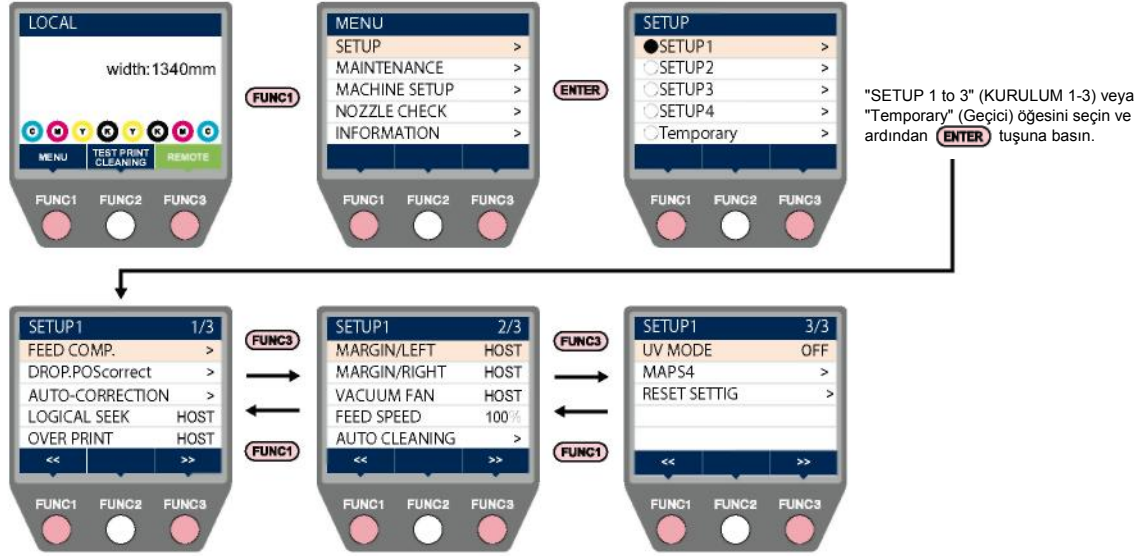 LOCAL
width:1340mm
C M Y K Y K M C
MENU TEST PRINT CLEANING REMOTE
FUNC1 FUNC2 FUNC3
FUNC1
MENU
SETUP >
MAINTENANCE >
MACHINE SETUP >
NOZZLE CHECK >
INFORMATION >
FUNC1 FUNC2 FUNC3
ENTER
SETUP
SETUP1 >
SETUP2 >
SETUP3 >
SETUP4 >
Temporary >
FUNC1 FUNC2 FUNC3
"SETUP 1 to 3" (KURULUM 1-3) veya
"Temporary" (Geçici) öğesini seçin ve
ardından ENTER tuşuna basın.
SETUP1 1/3
FEED COMP. >
DROP.POScorrect >
AUTO-CORRECTION >
LOGICAL SEEK HOST
OVER PRINT HOST
<< >>
FUNC1 FUNC2 FUNC3
FUNC3
FUNC1
SETUP1 2/3
MARGIN/LEFT HOST
MARGIN/RIGHT HOST
VACUUM FAN HOST
FEED SPEED 100%
AUTO CLEANING >
<< >>
FUNC1 FUNC2 FUNC3
FUNC3
FUNC1
SETUP1 3/3
UV MODE OFF
MAPS4 >
RESET SETTIG >
<< >>
FUNC1 FUNC2 FUNC3